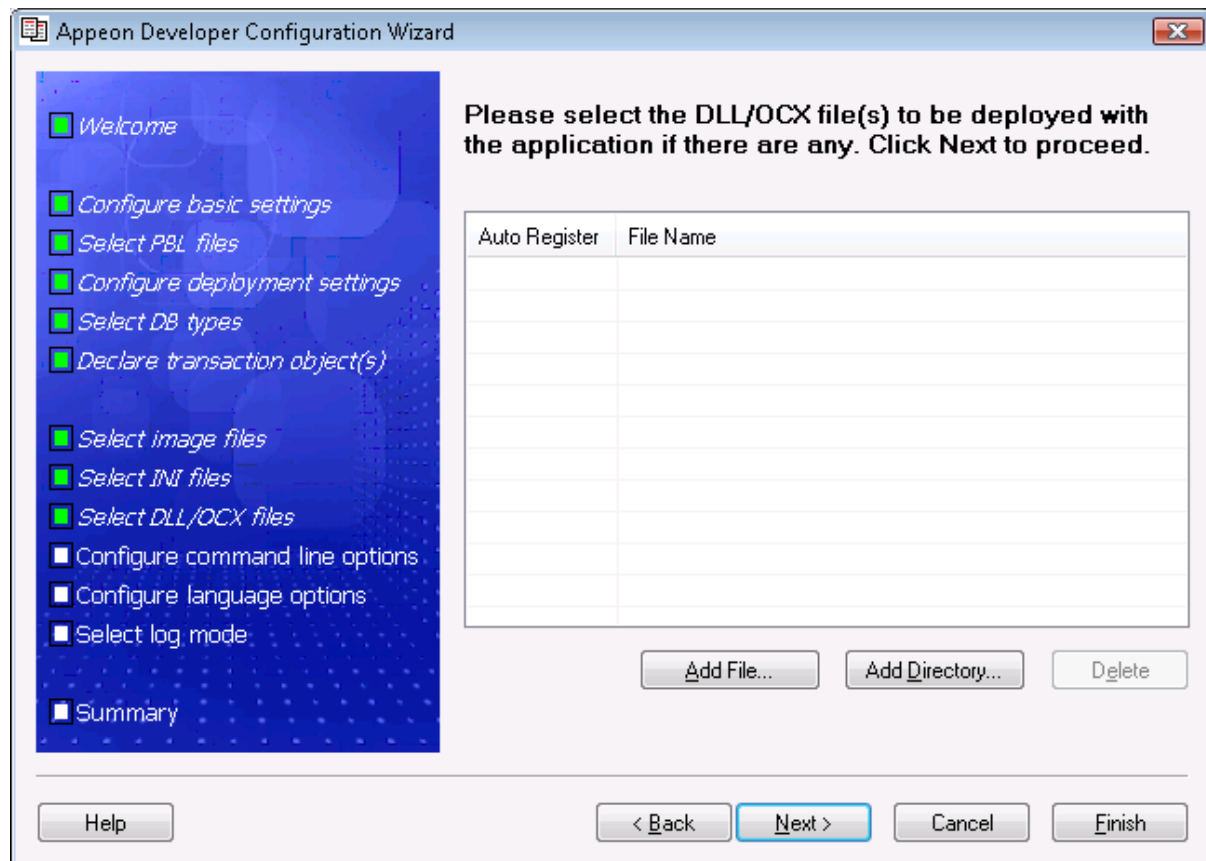 Appeon Developer Configuration Wizard
Welcome
Configure basic settings
Select PBL files
Configure deployment settings
Select DB types
Declare transaction object(s)
Select image files
Select INI files
Select DLL/OCX files
Configure command line options
Configure language options
Select log mode
Summary
Please select the DLL/OCX file(s) to be deployed with
the application if there are any. Click Next to proceed.
Auto Register File Name
Add File... Add Directory... Delete
Help < Back Next > Cancel Finish